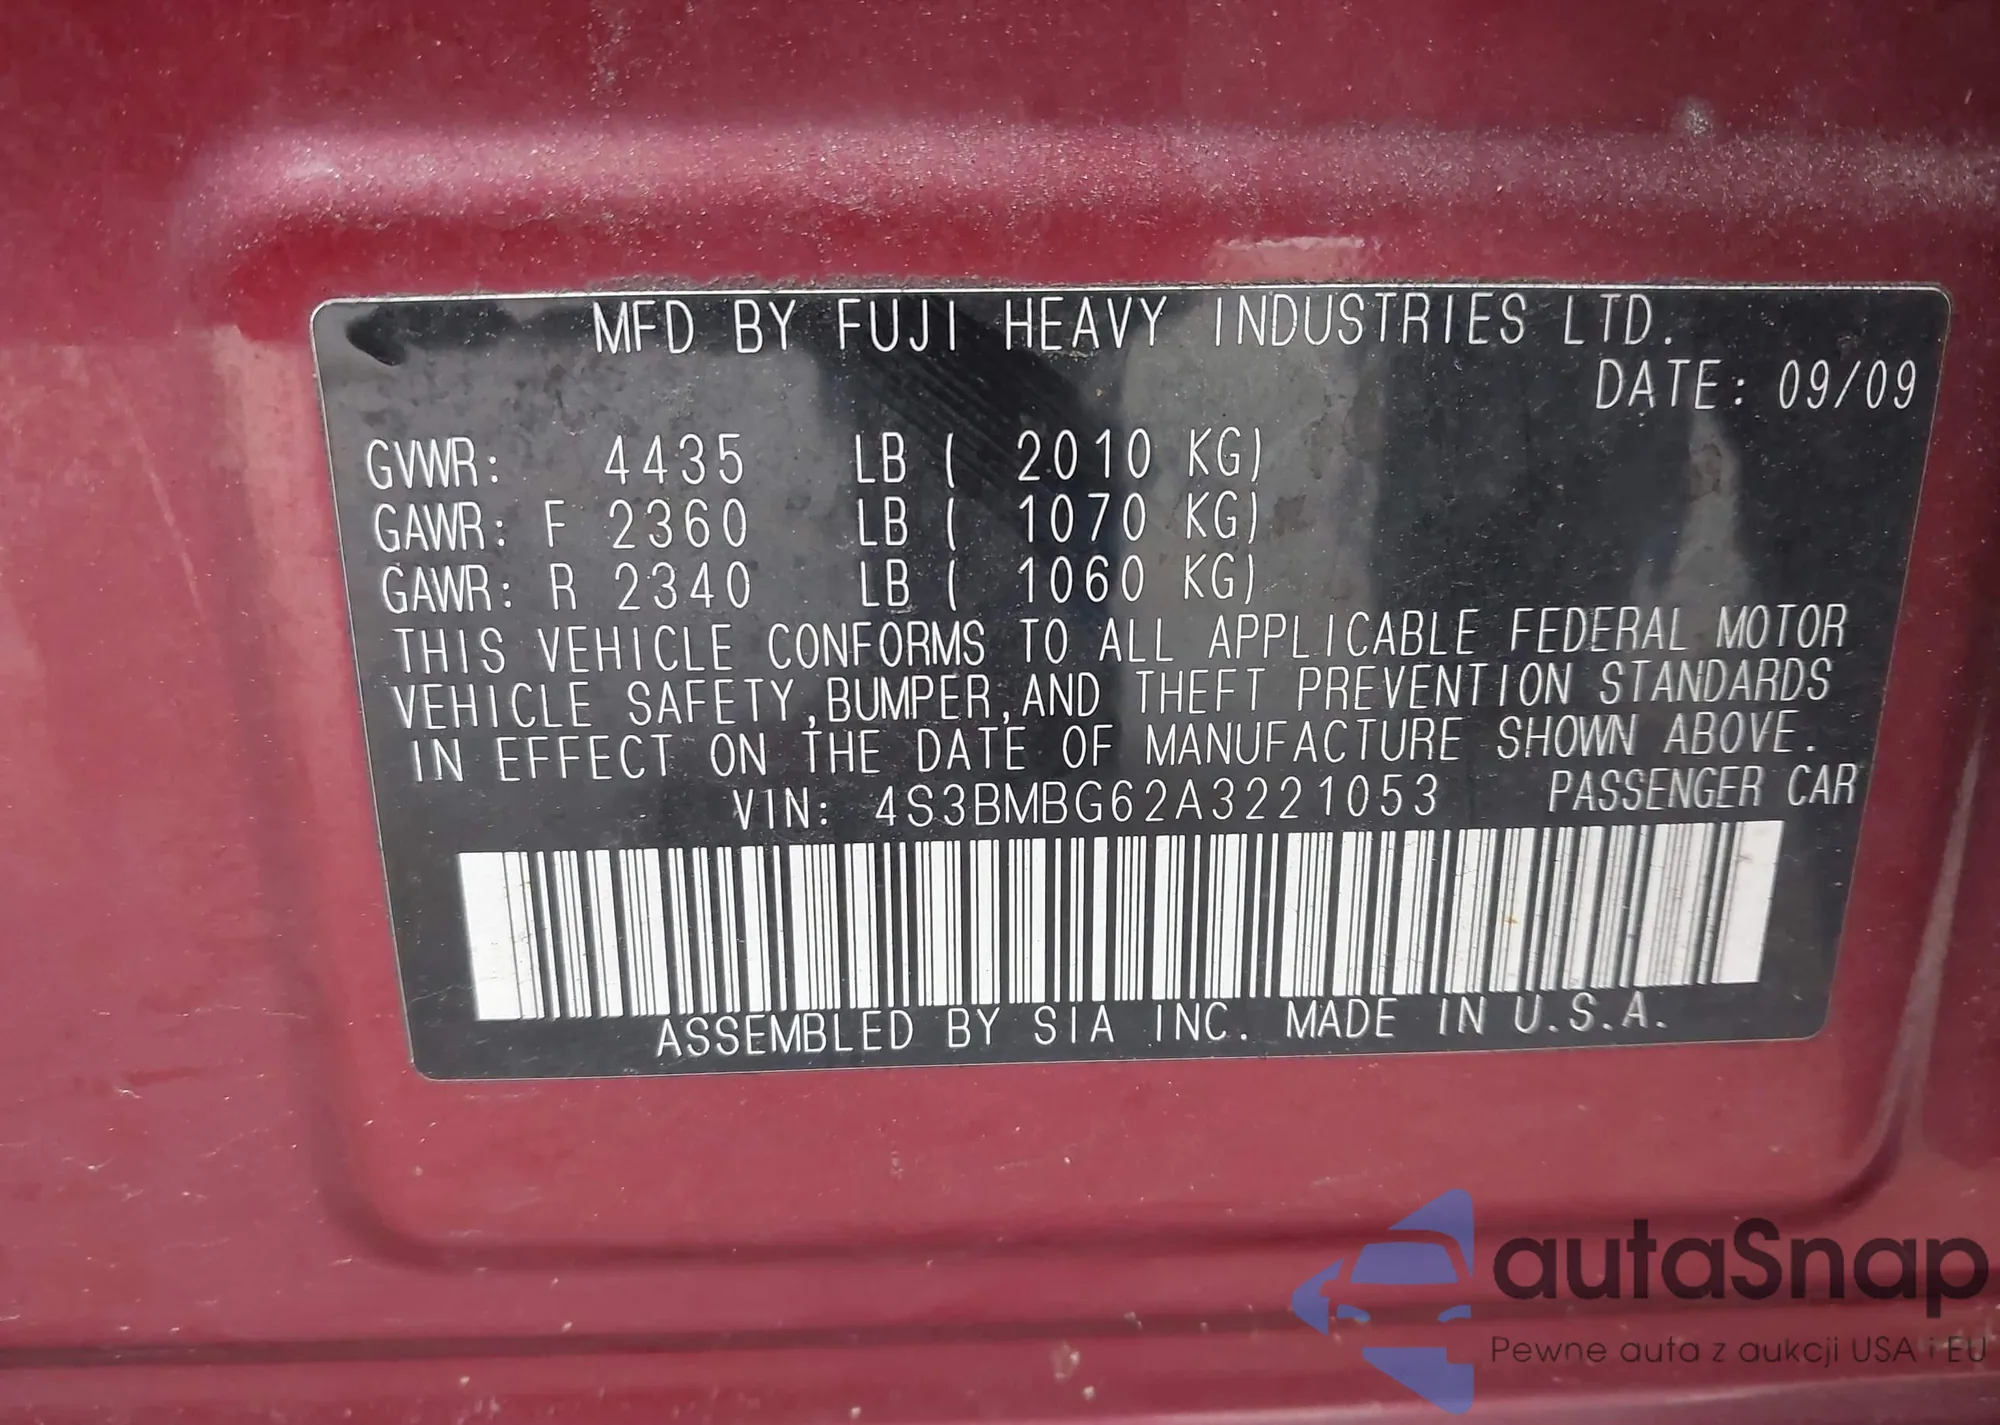 MFD BY FUJI HEAVY INDUSTRIES LTD.
DATE: 09/09
GVWR: 4435 LB ( 2010 KG)
GAWR: F 2360 LB ( 1070 KG)
GAWR: R 2340 LB ( 1060 KG)
THIS VEHICLE CONFORMS TO ALL APPLICABLE FEDERAL MOTOR
VEHICLE SAFETY,BUMPER,AND THEFT PREVENTION STANDARDS
IN EFFECT ON THE DATE OF MANUFACTURE SHOWN ABOVE.
VIN: 4S3BMBG62A3221053 PASSENGER CAR
ASSEMBLED BY SIA INC. MADE IN U.S.A.
autaSnap
Pewne auta z aukcji USA i EU